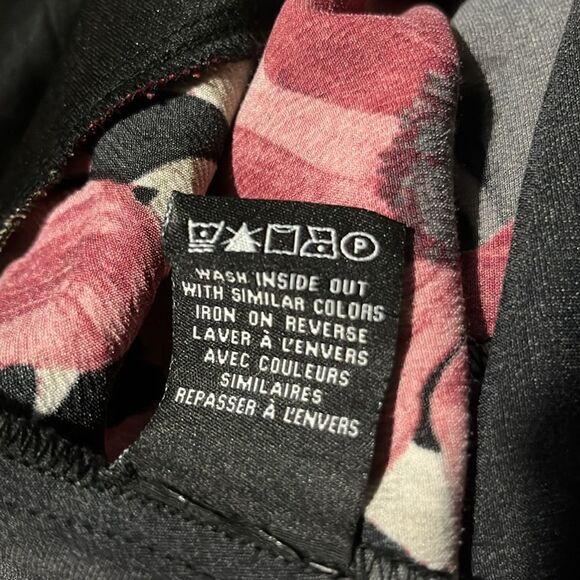 P
WASH INSIDE OUT
WITH SIMILAR COLORS
IRON ON REVERSE
LAVER À L'ENVERS
AVEC COULEURS
SIMILAIRES
REPASSER À L'ENVERS